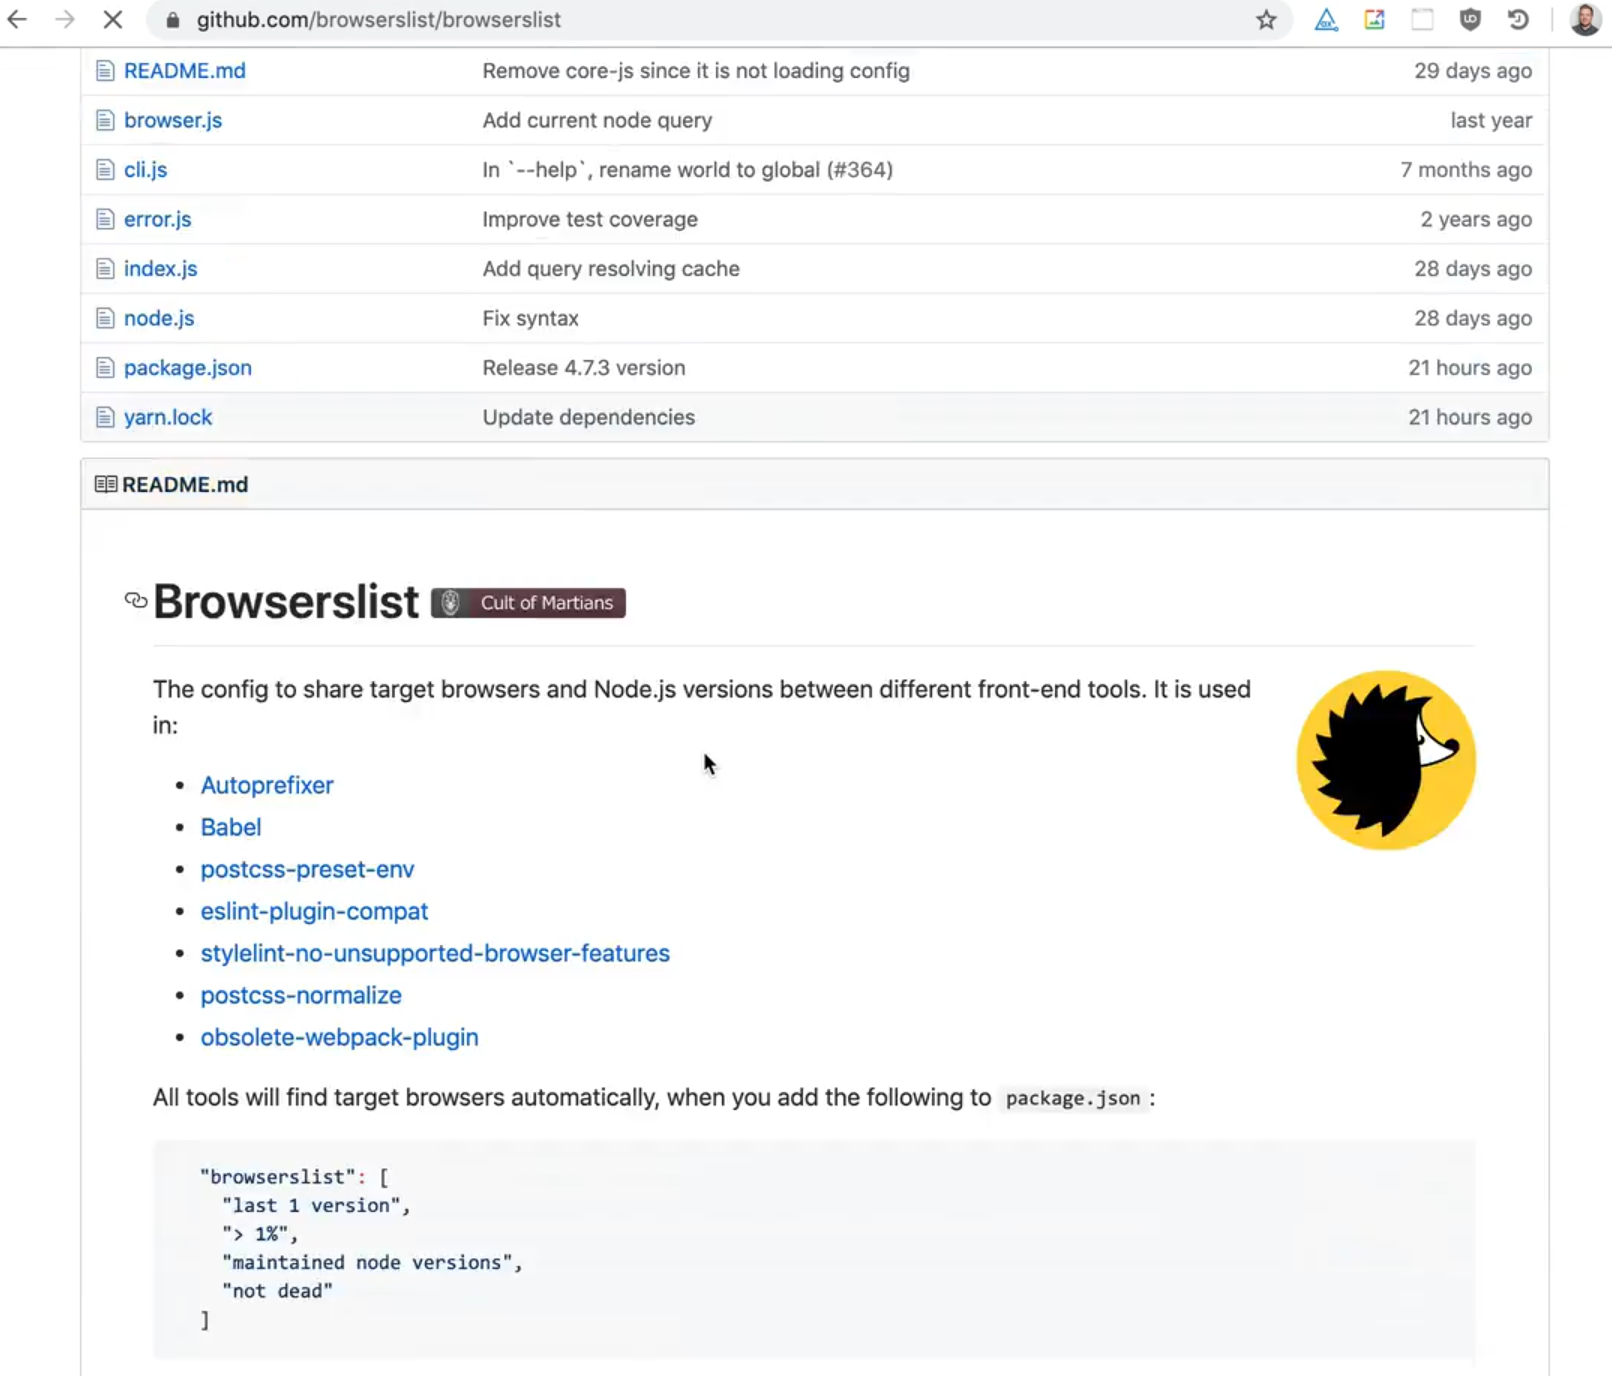 github.com/browserslist/browserslist
README.md Remove core-js since it is not loading config 29 days ago
browser.js Add current node query last year
cli.js In `--help`, rename world to global (#364) 7 months ago
error.js Improve test coverage 2 years ago
index.js Add query resolving cache 28 days ago
node.js Fix syntax 28 days ago
package.json Release 4.7.3 version 21 hours ago
yarn.lock Update dependencies 21 hours ago
README.md
Browserslist Cult of Martians
The config to share target browsers and Node.js versions between different front-end tools. It is used
in:
• Autoprefixer
• Babel
• postcss-preset-env
• eslint-plugin-compat
• stylelint-no-unsupported-browser-features
• postcss-normalize
• obsolete-webpack-plugin
All tools will find target browsers automatically, when you add the following to package.json :
"browserslist": [
"last 1 version",
"> 1%",
"maintained node versions",
"not dead"
]